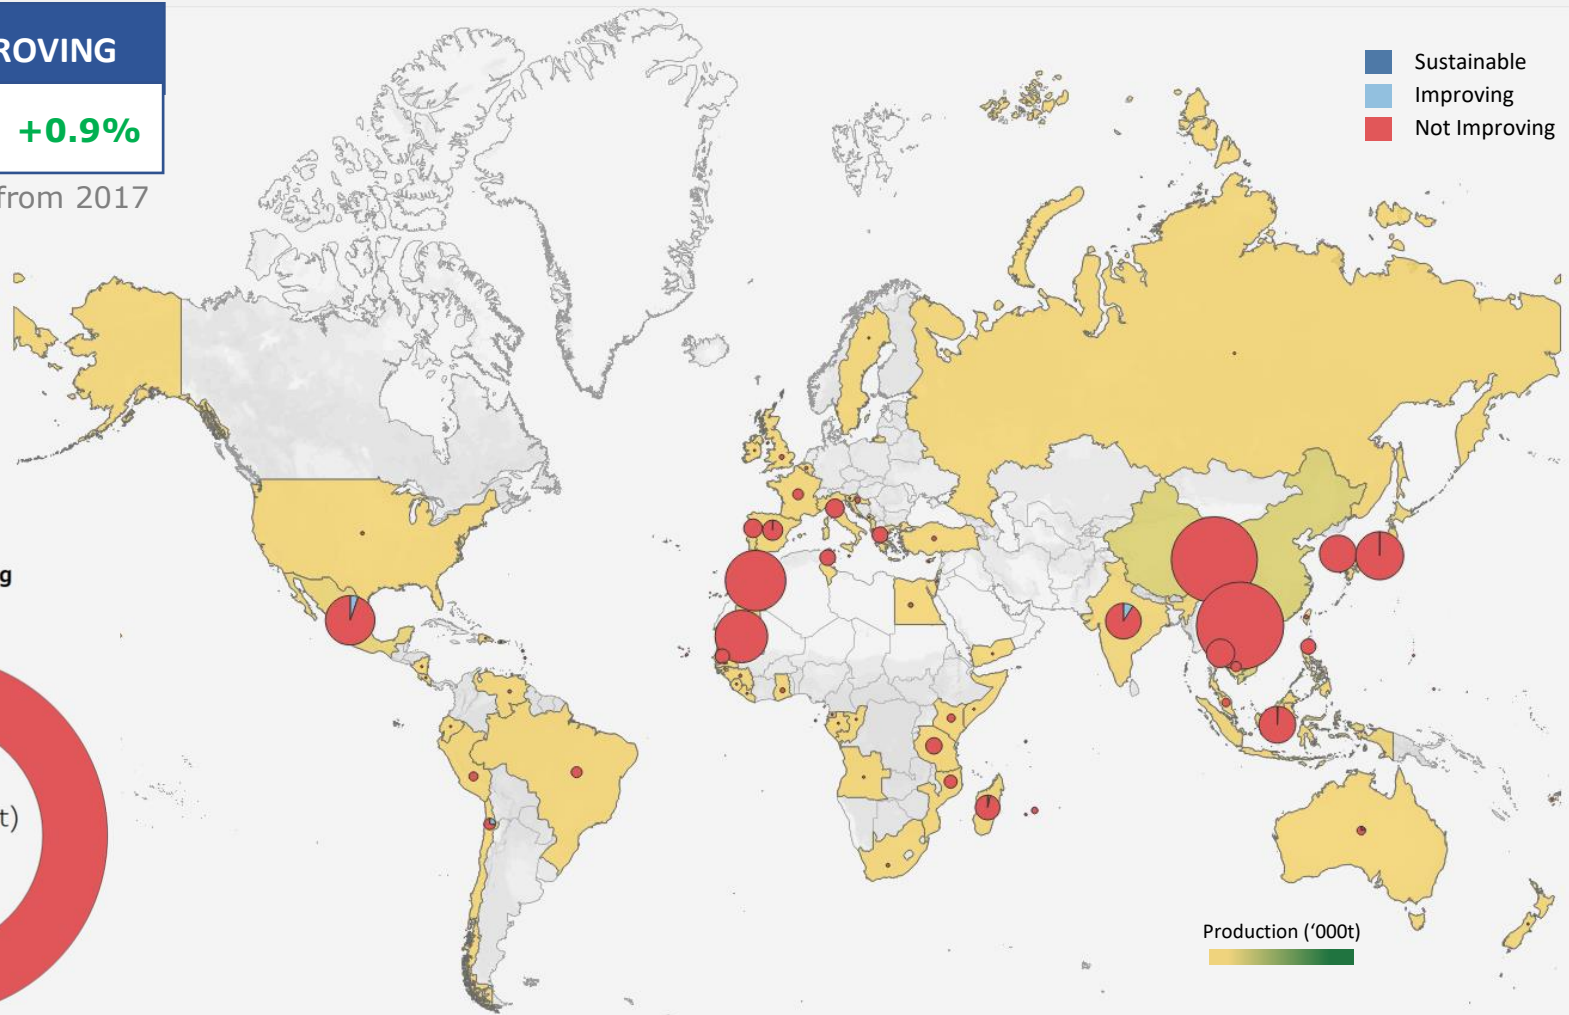 ROVING
+0.9%
from 2017
Sustainable
Improving
Not Improving
g
t)
Production (‘000t)